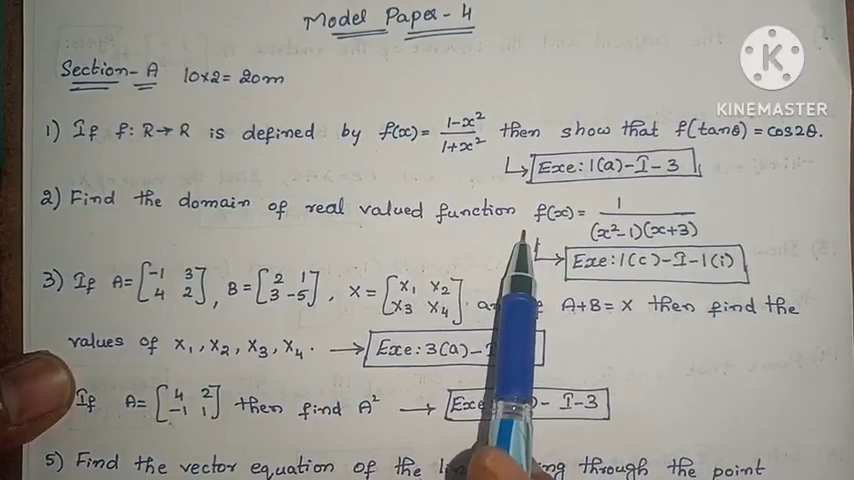 Model Paper - 4
K
KINEMASTER
Section - A 10x2 = 20m
1) If f: R→R is defined by f(x) = (1-x²)/(1+x²) then show that f(tanθ) = cos2θ.
Exe: 1(a)-I-3
2) Find the domain of real valued function f(x) = 1/((x²-1)(x+3))
Exe: 1(c)-I-1(i)
3) If A = [-1 3; 4 2], B = [2 1; 3 -5], X = [x₁ x₂; x₃ x₄] A+B = X then find the
values of x₁, x₂, x₃, x₄. → Exe: 3(a)-
If A = [4 2; -1 1] then find A² → -I-3
5) Find the vector equation of the through the point